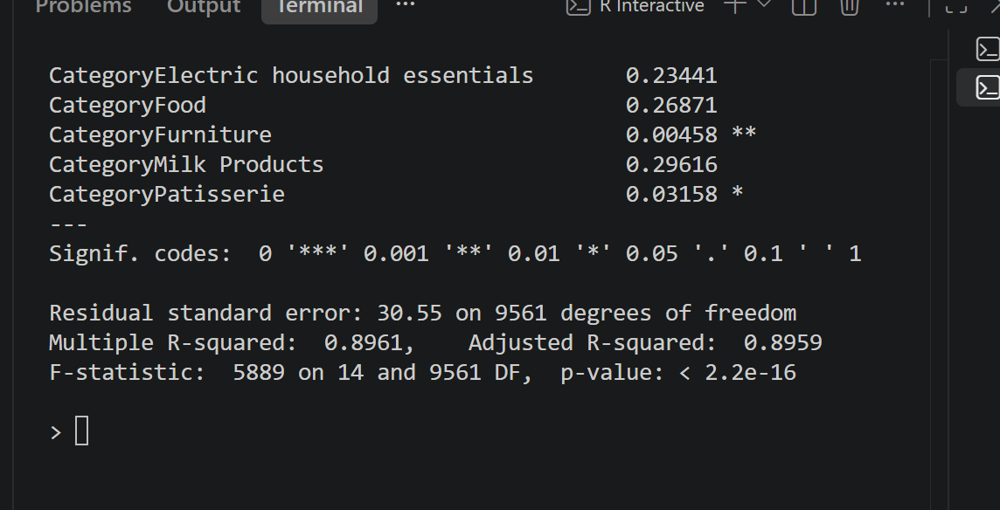 Problems Output Terminal ··· R Interactive
CategoryElectric household essentials 0.23441
CategoryFood 0.26871
CategoryFurniture 0.00458 **
CategoryMilk Products 0.29616
CategoryPatisserie 0.03158 *
---
Signif. codes: 0 '***' 0.001 '**' 0.01 '*' 0.05 '.' 0.1 ' ' 1
Residual standard error: 30.55 on 9561 degrees of freedom
Multiple R-squared: 0.8961, Adjusted R-squared: 0.8959
F-statistic: 5889 on 14 and 9561 DF, p-value: < 2.2e-16
>